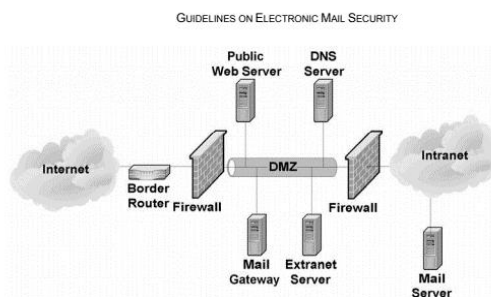 GUIDELINES ON ELECTRONIC MAIL SECURITY
Public
Web Server
DNS
Server
Internet
Border
Router
Firewall
DMZ
Firewall
Intranet
Mail
Gateway
Extranet
Server
Mail
Server